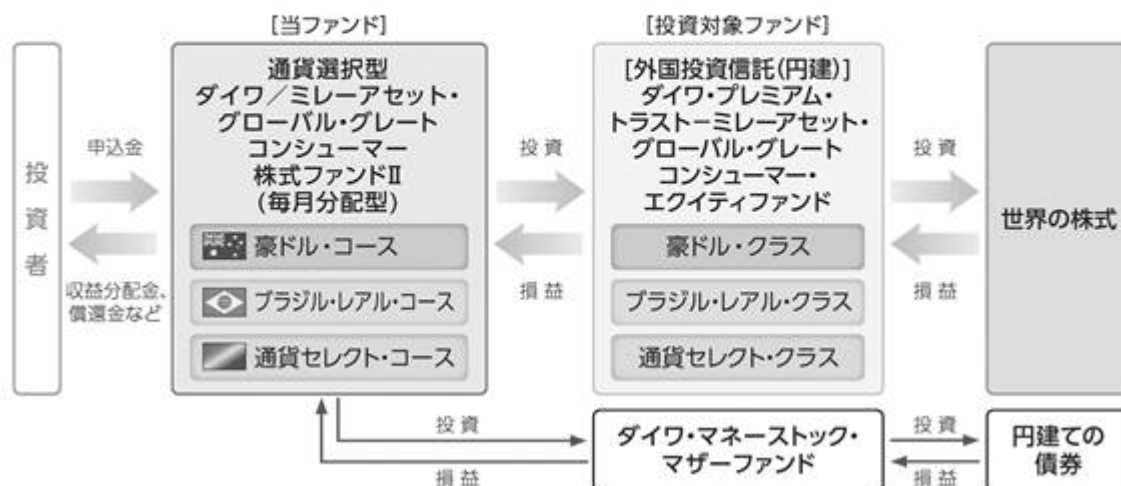 [当ファンド]
[投資対象ファンド]
投資者
申込金
収益分配金、
償還金など
通貨選択型
ダイワ／ミレーアセット・
グローバル・グレート
コンシューマー
株式ファンドⅡ
(毎月分配型)
豪ドル・コース
ブラジル・レアル・コース
通貨セレクト・コース
投資
損益
[外国投資信託(円建)]
ダイワ・プレミアム・
トラストーミレーアセット・
グローバル・グレート
コンシューマー・
エクイティファンド
豪ドル・クラス
ブラジル・レアル・クラス
通貨セレクト・クラス
投資
損益
世界の株式
投資
損益
ダイワ・マネーストック・
マザーファンド
投資
損益
円建ての
債券